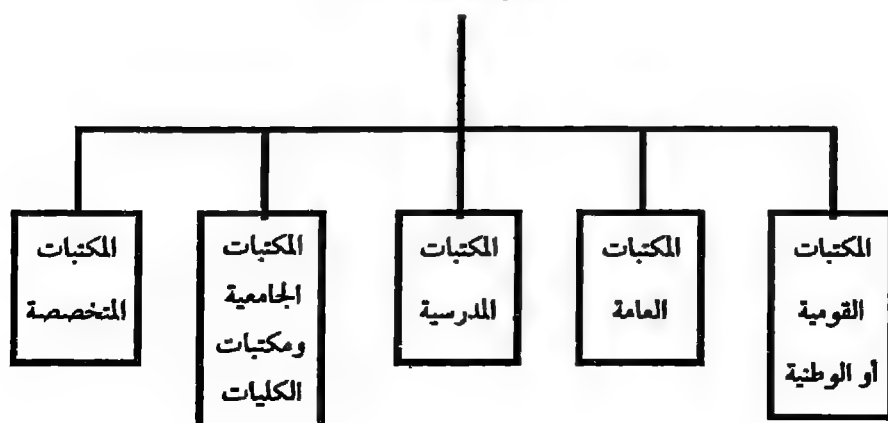 المكتبات
القومية
أو الوطنية
المكتبات
العامة
المكتبات
المدرسية
المكتبات
الجامعية
ومكتبات
الكليات
المكتبات
المتخصصة